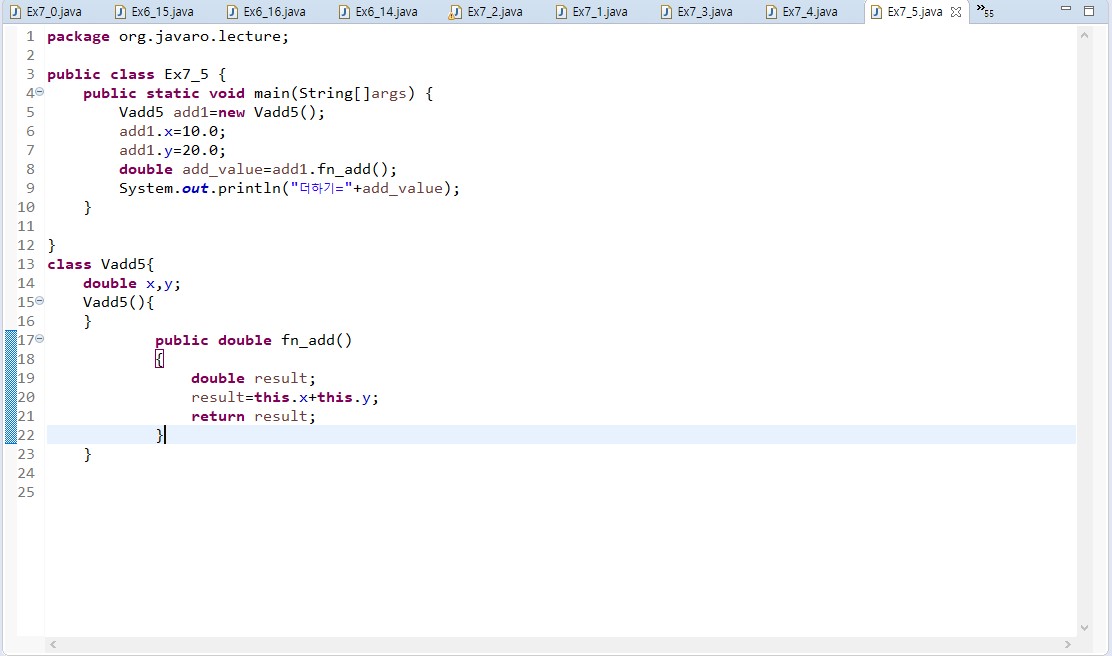 Ex7_0.java Ex6_15.java Ex6_16.java Ex6_14.java Ex7_2.java Ex7_1.java Ex7_3.java Ex7_4.java Ex7_5.java »55
1 package org.javaro.lecture;
2
3 public class Ex7_5 {
4 public static void main(String[]args) {
5 Vadd5 add1=new Vadd5();
6 add1.x=10.0;
7 add1.y=20.0;
8 double add_value=add1.fn_add();
9 System.out.println("더하기="+add_value);
10 }
11
12 }
13 class Vadd5{
14 double x,y;
15 Vadd5(){
16 }
17 public double fn_add()
18 {
19 double result;
20 result=this.x+this.y;
21 return result;
22 }
23 }
24
25